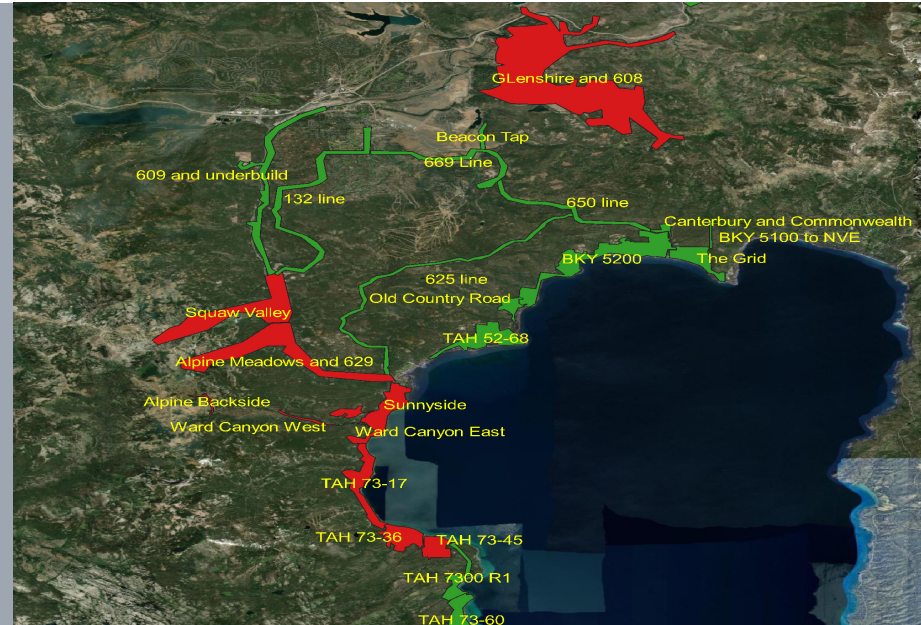 GLenshire and 608
Beacon Tap
669 Line
609 and underbuild
132 line
650 line
Canterbury and Commonwealth
BKY 5100 to NVE
The Grid
BKY 5200
625 line
Old Country Road
Squaw Valley
TAH 52-68
Alpine Meadows and 629
Alpine Backside
Sunnyside
Ward Canyon West
Ward Canyon East
TAH 73-17
TAH 73-36
TAH 73-45
TAH 7300 R1
TAH 73-60